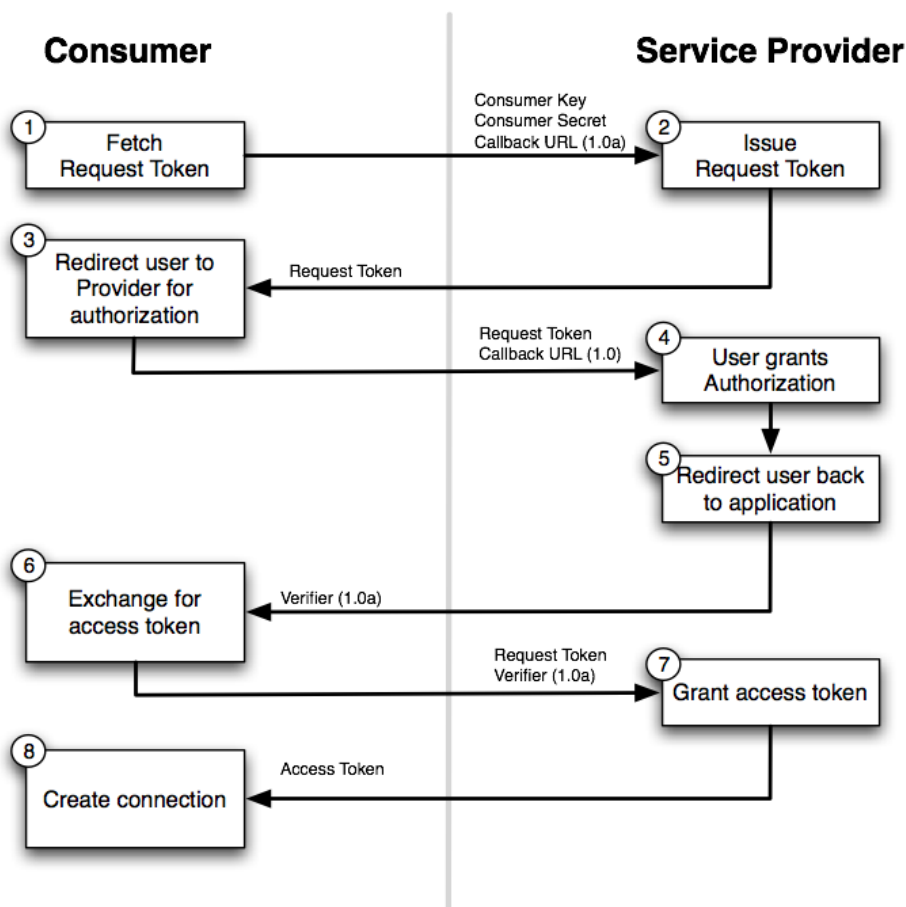 Consumer
Service Provider
Consumer Key
Consumer Secret
Callback URL (1.0a)
1
Fetch
Request Token
2
Issue
Request Token
3
Redirect user to
Provider for
authorization
Request Token
Request Token
Callback URL (1.0)
4
User grants
Authorization
5
Redirect user back
to application
6
Exchange for
access token
Verifier (1.0a)
Request Token
Verifier (1.0a)
7
Grant access token
8
Create connection
Access Token